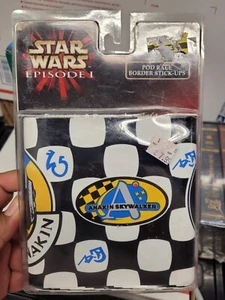 STAR
WARS
EPISODE I
POD RACE
BORDER STICK-UPS
ANAKIN SKYWALKER
AKIN